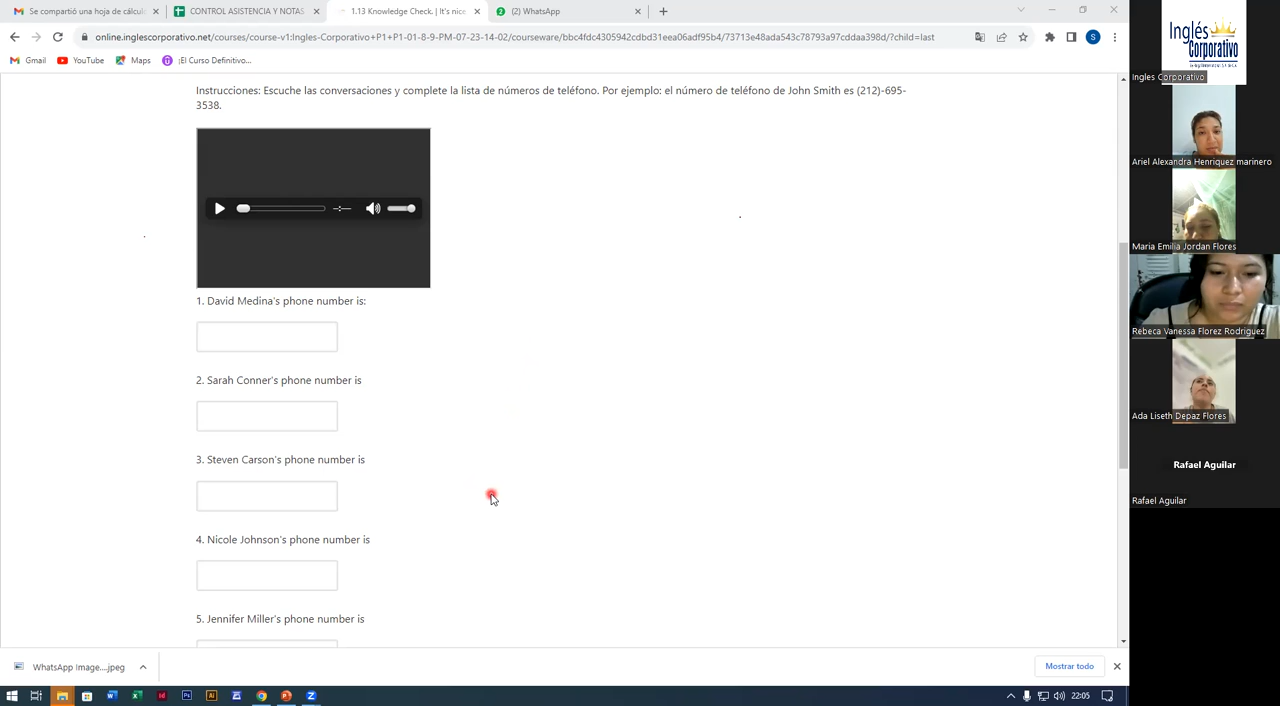 Se compartió una hoja de cálculo
CONTROL ASISTENCIA Y NOTAS
1.13 Knowledge Check. | It's nice
(2) WhatsApp
online.inglescorporativo.net/courses/course-v1:Ingles-Corporativo+P1+P1-01-8-9-PM-07-23-14-02/courseware/bbc4fdc4305942cdbd31eea06adf95b4/73713e48ada543c78793a97cddaa398d/?child=last
S
Gmail
YouTube
Maps
¡El Curso Definitivo...
Instrucciones: Escuche las conversaciones y complete la lista de números de teléfono. Por ejemplo: el número de teléfono de John Smith es (212)-695-
3538.
-:--
1. David Medina's phone number is:
2. Sarah Conner's phone number is
3. Steven Carson's phone number is
4. Nicole Johnson's phone number is
5. Jennifer Miller's phone number is
WhatsApp Image....jpeg
Mostrar todo
22:05
Inglés
Corporativo
Ingles Corporativo
Ariel Alexandra Henriquez marinero
Maria Emilia Jordan Flores
Rebeca Vanessa Florez Rodriguez
Ada Liseth Depaz Flores
Rafael Aguilar
Rafael Aguilar